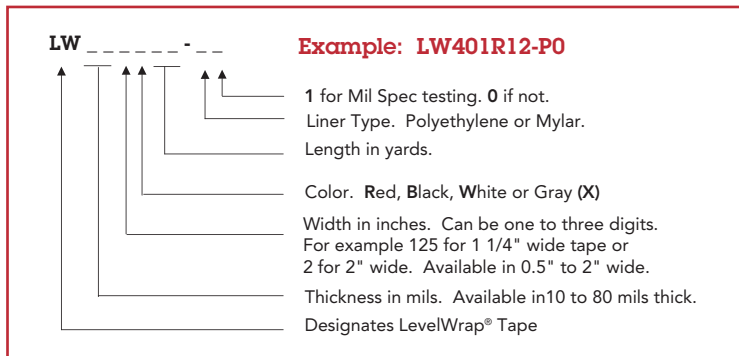 LW _ _ _ _ _ _ - _ _
Example: LW401R12-P0
1 for Mil Spec testing. 0 if not.
Liner Type. Polyethylene or Mylar.
Length in yards.
Color. Red, Black, White or Gray (X)
Width in inches. Can be one to three digits.
For example 125 for 1 1/4" wide tape or
2 for 2" wide. Available in 0.5" to 2" wide.
Thickness in mils. Available in10 to 80 mils thick.
Designates LevelWrap® Tape